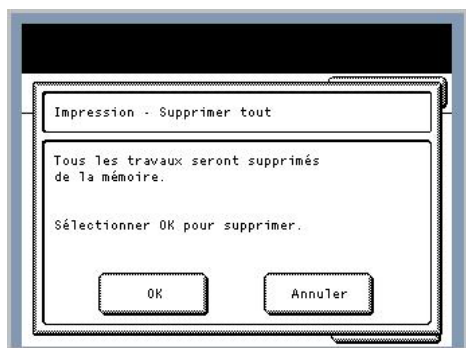 Impression - Supprimer tout
Tous les travaux seront supprimés
de la mémoire.
Sélectionner OK pour supprimer.
OK
Annuler